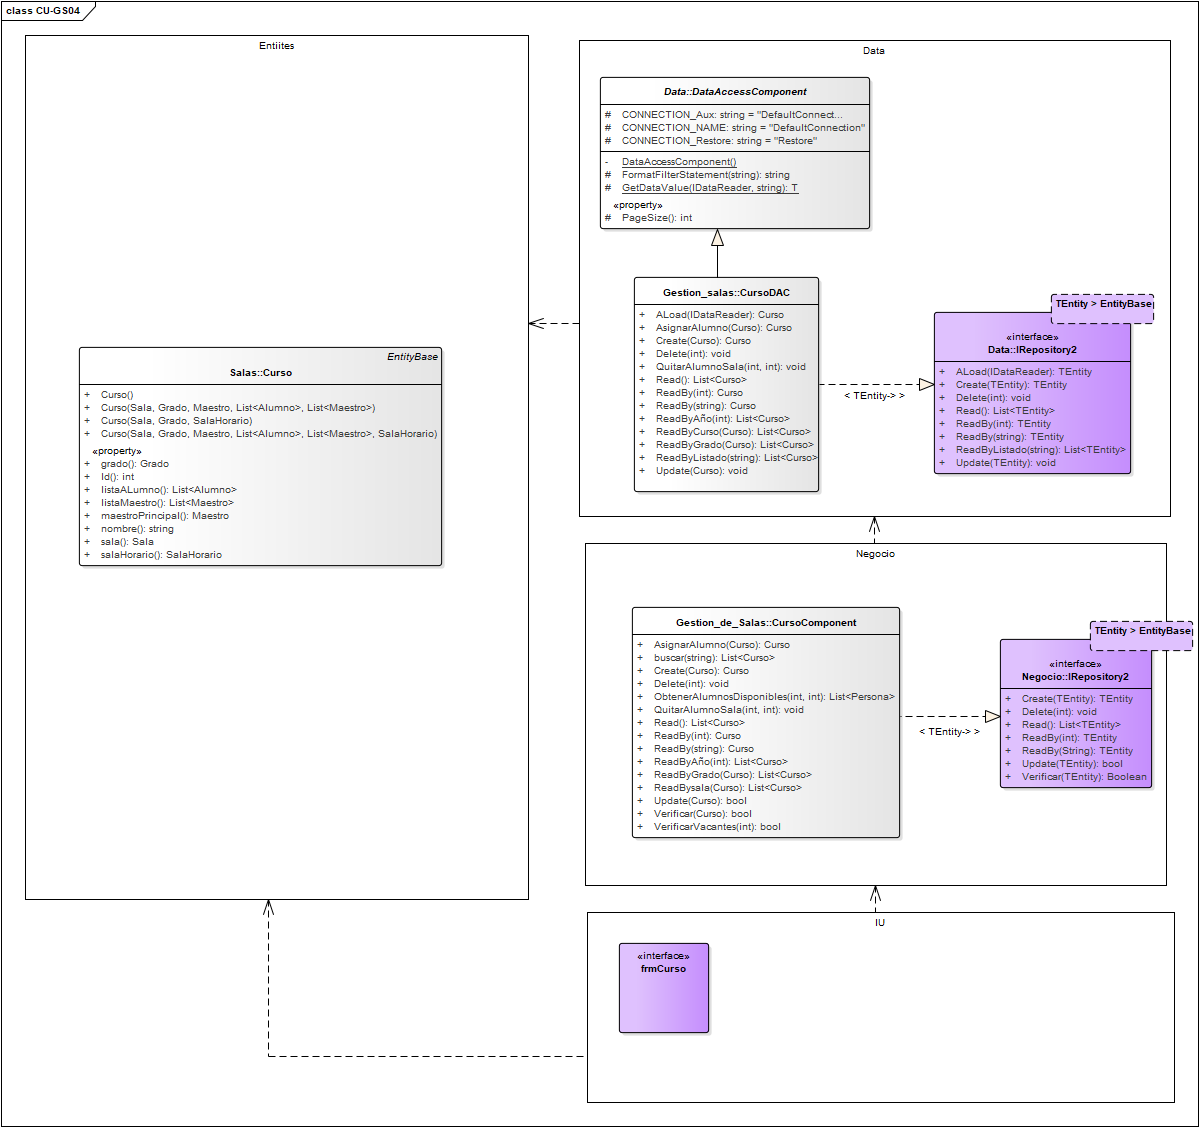 class CU-GS04
Entiites
EntityBase
Salas::Curso
+ Curso()
+ Curso(Sala, Grado, Maestro, List<Alumno>, List<Maestro>)
+ Curso(Sala, Grado, SalaHorario)
+ Curso(Sala, Grado, Maestro, List<Alumno>, List<Maestro>, SalaHorario)
«property»
+ grado(): Grado
+ Id(): int
+ listaALumno(): List<Alumno>
+ listaMaestro(): List<Maestro>
+ maestroPrincipal(): Maestro
+ nombre(): string
+ sala(): Sala
+ salaHorario(): SalaHorario
Data
Data::DataAccessComponent
# CONNECTION_Aux: string = "DefaultConnect...
# CONNECTION_NAME: string = "DefaultConnection"
# CONNECTION_Restore: string = "Restore"
- DataAccessComponent()
# FormatFilterStatement(string): string
# GetDataValue(IDataReader, string): T
«property»
# PageSize(): int
Gestion_salas::CursoDAC
+ ALoad(IDataReader): Curso
+ AsignarAlumno(Curso): Curso
+ Create(Curso): Curso
+ Delete(int): void
+ QuitarAlumnoSala(int, int): void
+ Read(): List<Curso>
+ ReadBy(int): Curso
+ ReadBy(string): Curso
+ ReadByAño(int): List<Curso>
+ ReadByCurso(Curso): List<Curso>
+ ReadByGrado(Curso): List<Curso>
+ ReadByListado(string): List<Curso>
+ Update(Curso): void
< TEntity-> >
TEntity > EntityBase
«interface»
Data::IRepository2
+ ALoad(IDataReader): TEntity
+ Create(TEntity): TEntity
+ Delete(int): void
+ Read(): List<TEntity>
+ ReadBy(int): TEntity
+ ReadBy(string): TEntity
+ ReadByListado(string): List<TEntity>
+ Update(TEntity): void
Negocio
Gestion_de_Salas::CursoComponent
+ AsignarAlumno(Curso): Curso
+ buscar(string): List<Curso>
+ Create(Curso): Curso
+ Delete(int): void
+ ObtenerAlumnosDisponibles(int, int): List<Persona>
+ QuitarAlumnoSala(int, int): void
+ Read(): List<Curso>
+ ReadBy(int): Curso
+ ReadBy(string): Curso
+ ReadByAño(int): List<Curso>
+ ReadByGrado(Curso): List<Curso>
+ ReadBysala(Curso): List<Curso>
+ Update(Curso): bool
+ Verificar(Curso): bool
+ VerificarVacantes(int): bool
< TEntity-> >
TEntity > EntityBase
«interface»
Negocio::IRepository2
+ Create(TEntity): TEntity
+ Delete(int): void
+ Read(): List<TEntity>
+ ReadBy(int): TEntity
+ ReadBy(String): TEntity
+ Update(TEntity): bool
+ Verificar(TEntity): Boolean
IU
«interface»
frmCurso